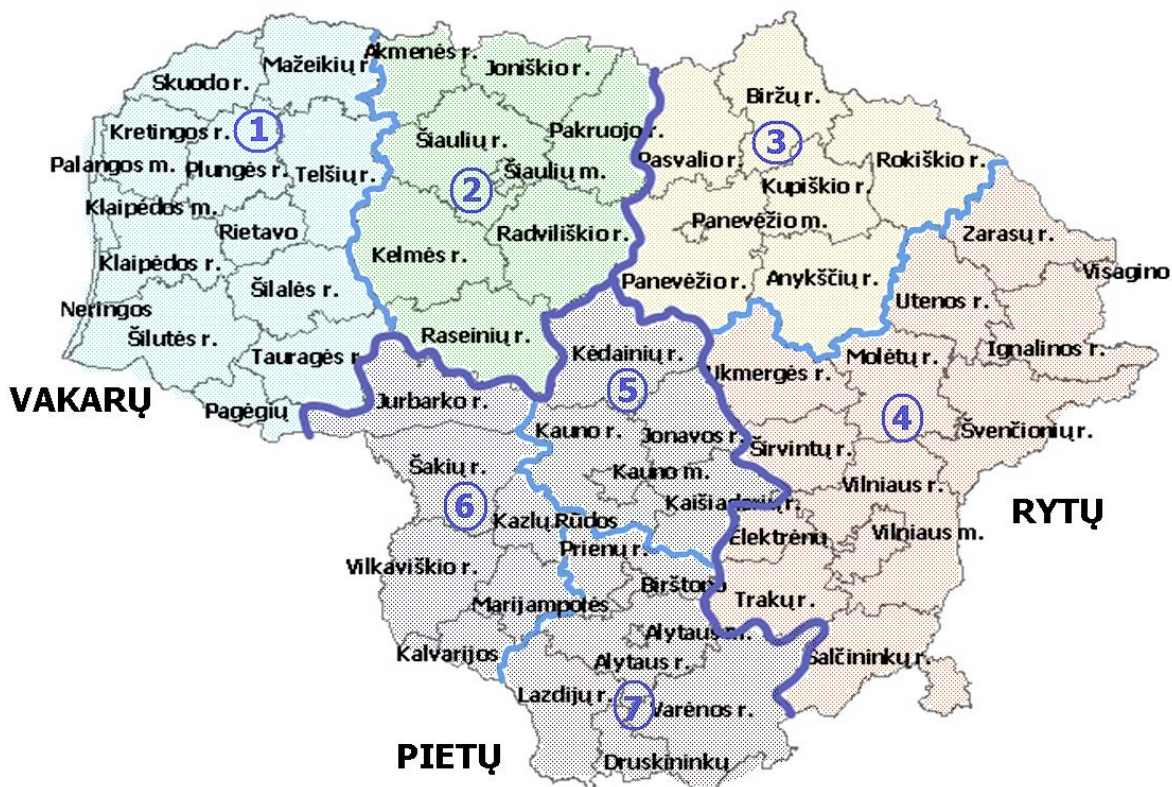 Akmenės r.
Mažeikių r
Joniškio r.
Skuodo r.
Biržų r.
Kretingos r.
1
Šiaulių r.
Pakruojo r.
3
Palangos m.
Plungės r.
Telšių r.
Šiaulių m.
Pasvalio r.
Rokiškio r.
2
Kupiškio r.
Klaipėdos m.
Rietavo
Radviliškio r.
Panevėžio m.
Zarasų r.
Klaipėdos r.
Kelmės r.
Panevėžio r.
Anykščių r.
Visagino
Šilalės r.
Utenos r.
Neringos
Šilutės r.
Raseinių r.
Tauragės r
Kėdainių r.
Molėtų r.
Ignalinos r.
Ukmergės r.
VAKARŲ
Pagėgių
Jurbarko r.
5
4
Kauno r.
Jonavos r.
Širvintų r.
Švenčionių r.
Šakių r.
Kauno m.
Vilniaus r.
6
Kaišiadorių r.
RYTŲ
Kazlų Rūdos
Elektrėnų
Vilniaus m.
Prienų r.
Vilkaviškio r.
Birštono
Marijampolės
Trakų r.
Alytaus m.
Kalvarijos
Alytaus r.
Šalčininkų r.
Lazdijų r.
7
Varėnos r.
PIETŲ
Druskininkų